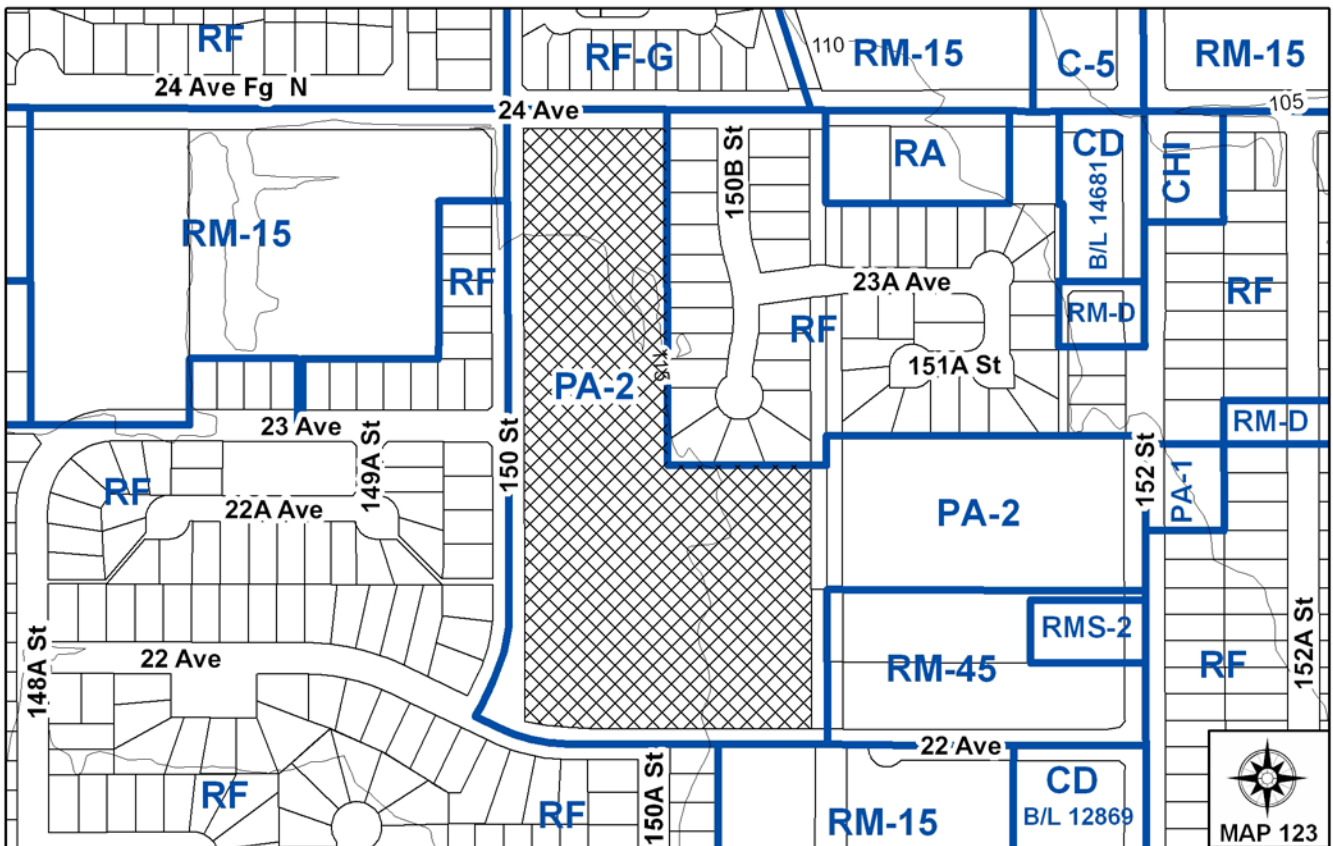 RF
RF-G
110
RM-15
C-5
RM-15
24 Ave Fg N
24 Ave
105
150B St
RA
CD
B/L 14681
CHI
RM-15
RF
23A Ave
RF
RM-D
RF
151A St
115
PA-2
RM-D
23 Ave
149A St
150 St
152 St
RF
22A Ave
PA-2
PA-1
148A St
22 Ave
RM-45
RMS-2
RF
152A St
22 Ave
RF
RF
150A St
RM-15
CD
B/L 12869
MAP 123